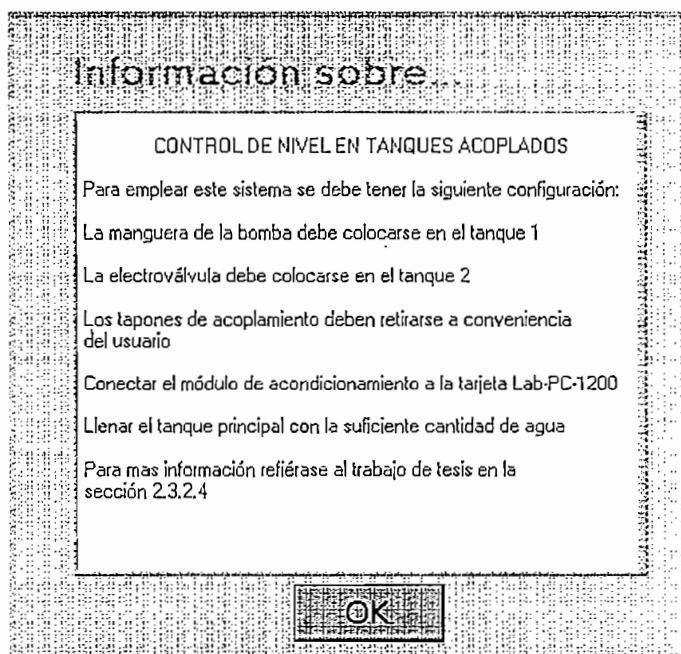 Información sobre...
CONTROL DE NIVEL EN TANQUES ACOPLADOS
Para emplear este sistema se debe tener la siguiente configuración:
La manguera de la bomba debe colocarse en el tanque 1
La electroválvula debe colocarse en el tanque 2
Los tapones de acoplamiento deben retirarse a conveniencia
del usuario
Conectar el módulo de acondicionamiento a la tarjeta Lab-PC-1200
Llenar el tanque principal con la suficiente cantidad de agua
Para mas información refiérase al trabajo de tesis en la
sección 2.3.2.4
OK